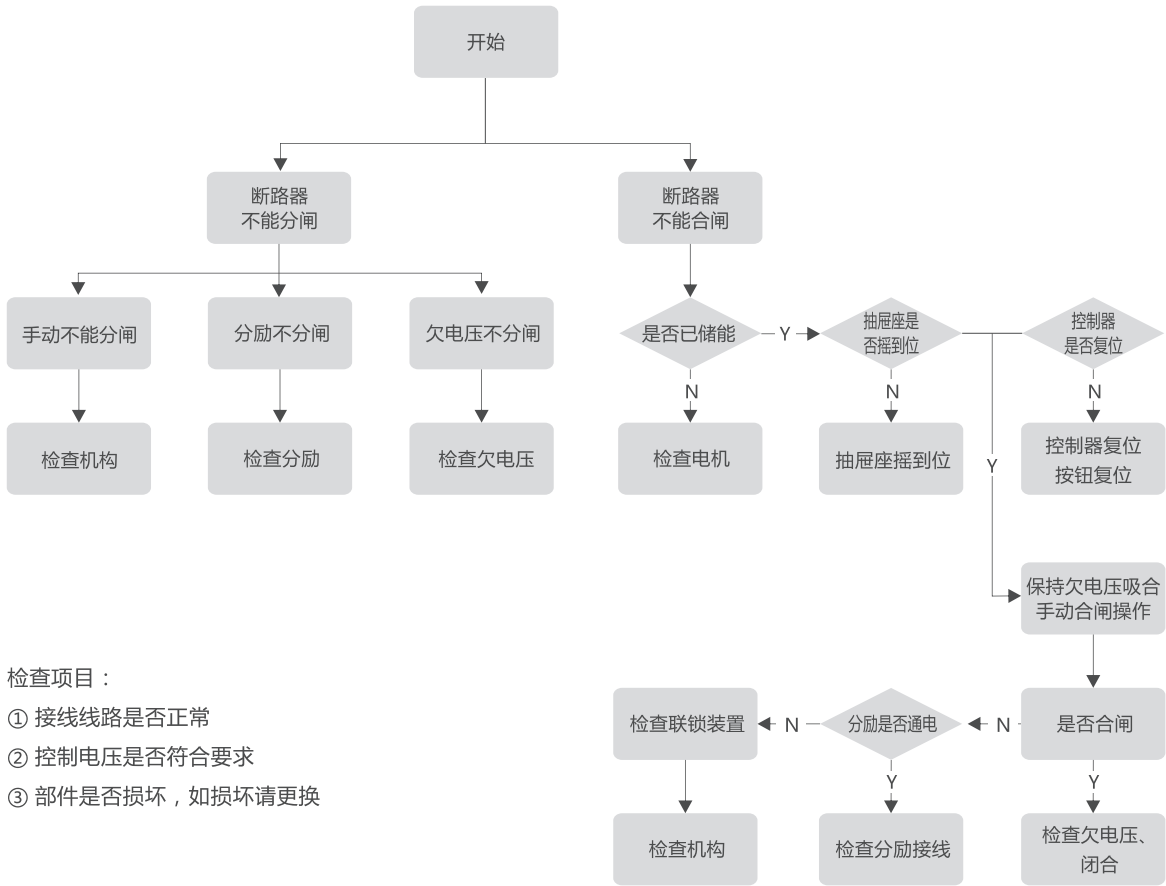 开始
断路器
不能分闸
断路器
不能合闸
手动不能分闸
分励不分闸
欠电压不分闸
是否已储能
Y
抽屉座是
否摇到位
控制器
是否复位
N
N
N
检查机构
检查分励
检查欠电压
检查电机
抽屉座摇到位
控制器复位
按钮复位
Y
保持欠电压吸合
手动合闸操作
检查项目：
① 接线线路是否正常
② 控制电压是否符合要求
③ 部件是否损坏，如损坏请更换
检查联锁装置
N
分励是否通电
N
是否合闸
Y
Y
检查机构
检查分励接线
检查欠电压、
闭合